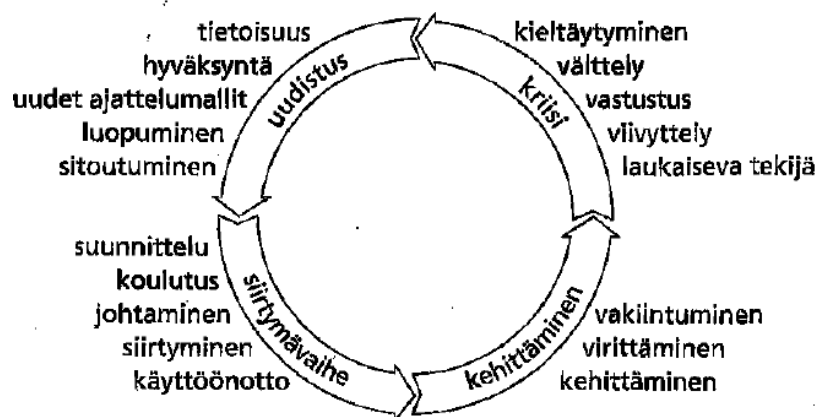 tietoisuus
hyväksyntä
uudet ajattelumallit
luopuminen
sitoutuminen
uudistus
kieltäytyminen
välttely
vastustus
viivyttely
laukaiseva tekijä
kriisi
suunnittelu
koulutus
johtaminen
siirtyminen
käyttöönotto
siirtymävaihe
kehittäminen
vakiintuminen
virittäminen
kehittäminen